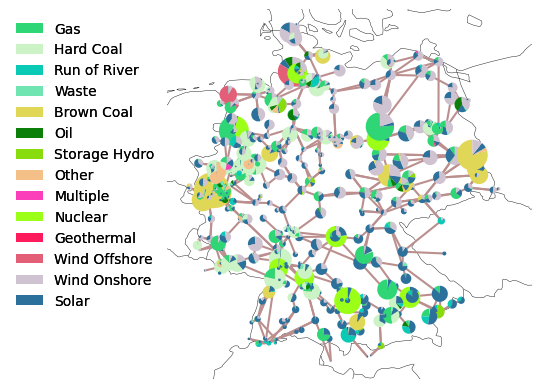 Gas
Hard Coal
Run of River
Waste
Brown Coal
Oil
Storage Hydro
Other
Multiple
Nuclear
Geothermal
Wind Offshore
Wind Onshore
Solar